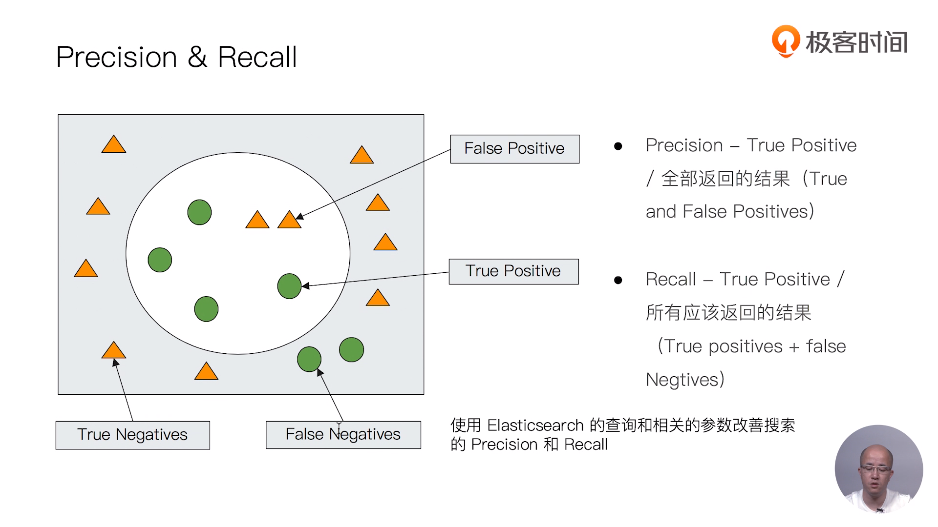 Precision & Recall
极客时间
False Positive
True Positive
True Negatives
False Negatives
● Precision – True Positive
/ 全部返回的结果（True
and False Positives）
● Recall – True Positive /
所有应该返回的结果
（True positives + false
Negtives）
使用 Elasticsearch 的查询和相关的参数改善搜索
的 Precision 和 Recall